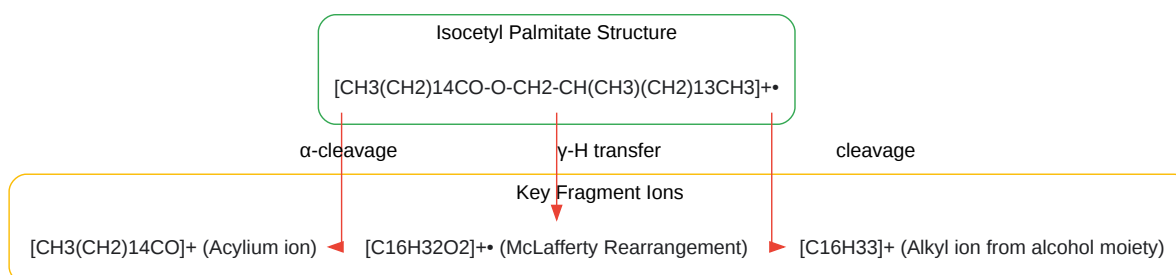 Isocetyl Palmitate Structure
[CH3(CH2)14CO-O-CH2-CH(CH3)(CH2)13CH3]+•
α-cleavage
γ-H transfer
cleavage
Key Fragment Ions
[CH3(CH2)14CO]+ (Acylium ion)
[C16H32O2]+• (McLafferty Rearrangement)
[C16H33]+ (Alkyl ion from alcohol moiety)